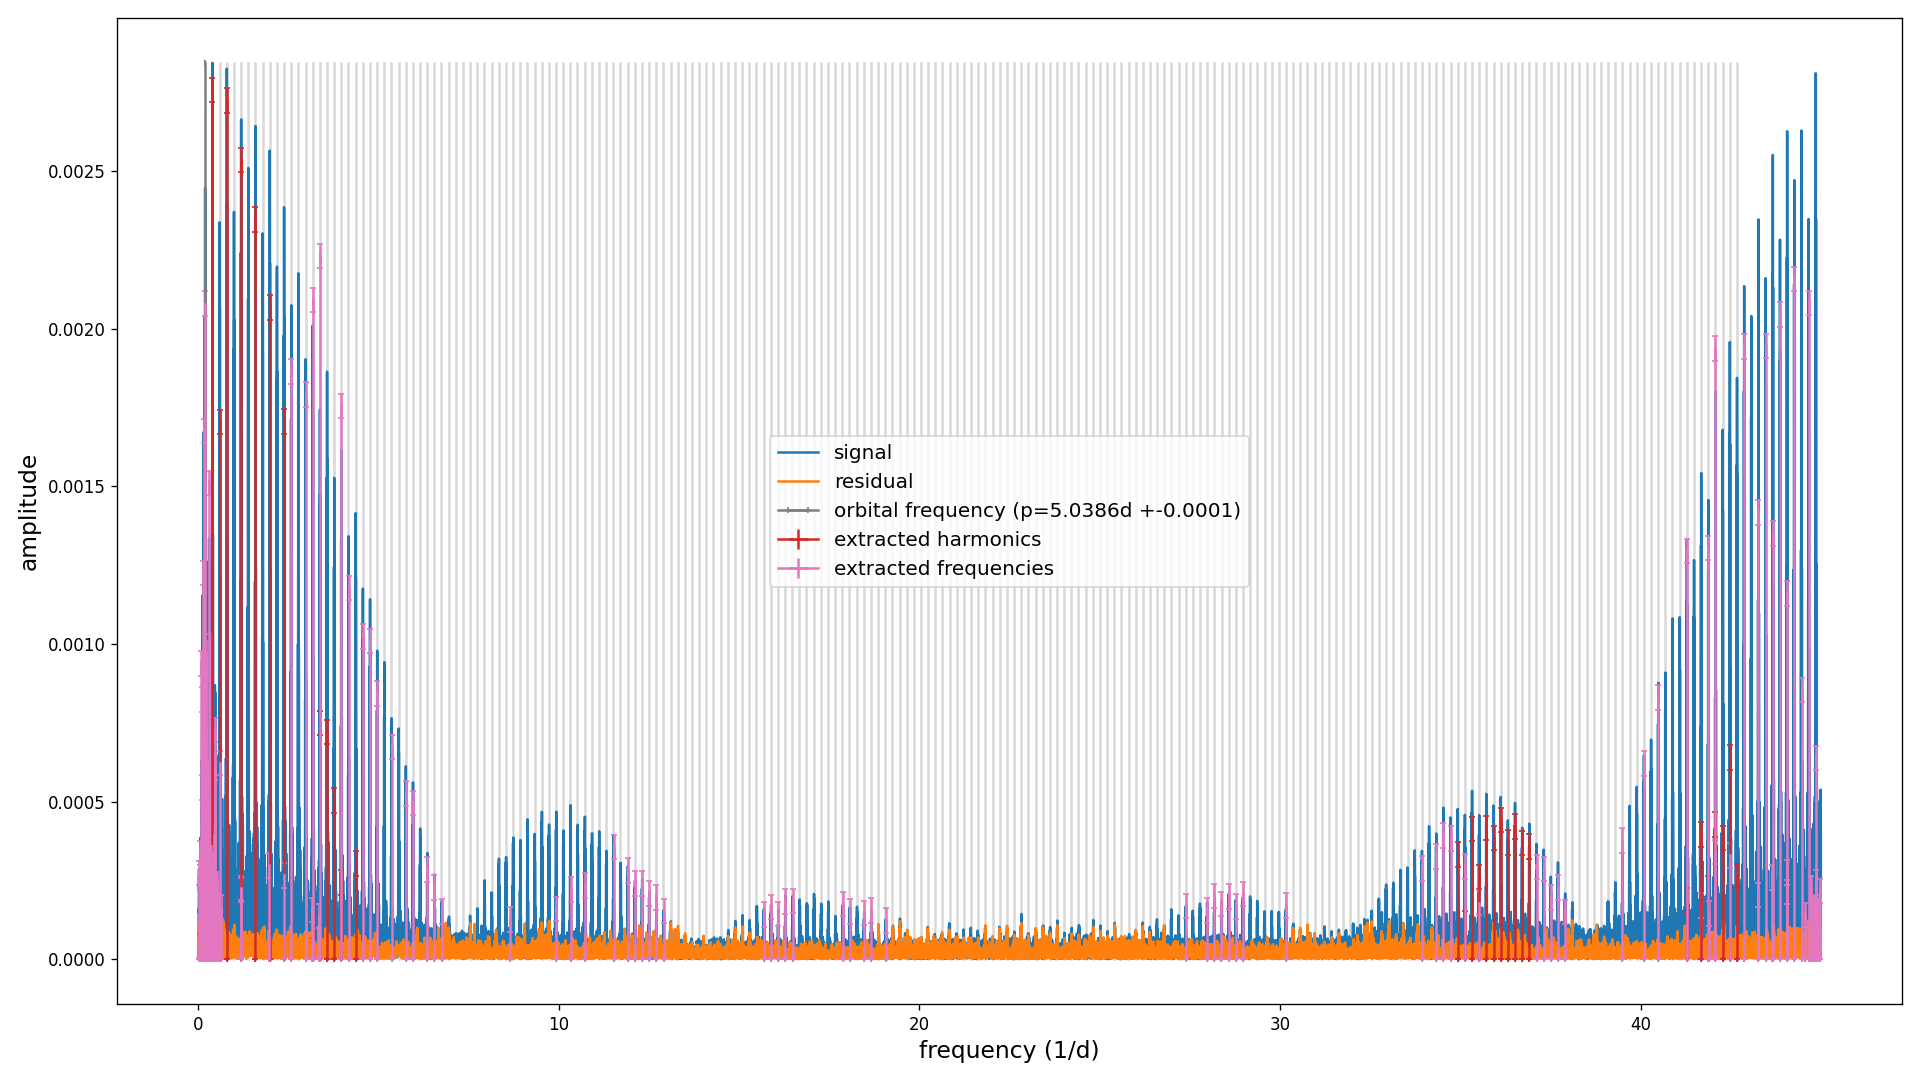 0.0025
0.0020
0.0015
0.0010
0.0005
0.0000
amplitude
signal
residual
orbital frequency (p=5.0386d +-0.0001)
extracted harmonics
extracted frequencies
0 10 20 30 40
frequency (1/d)